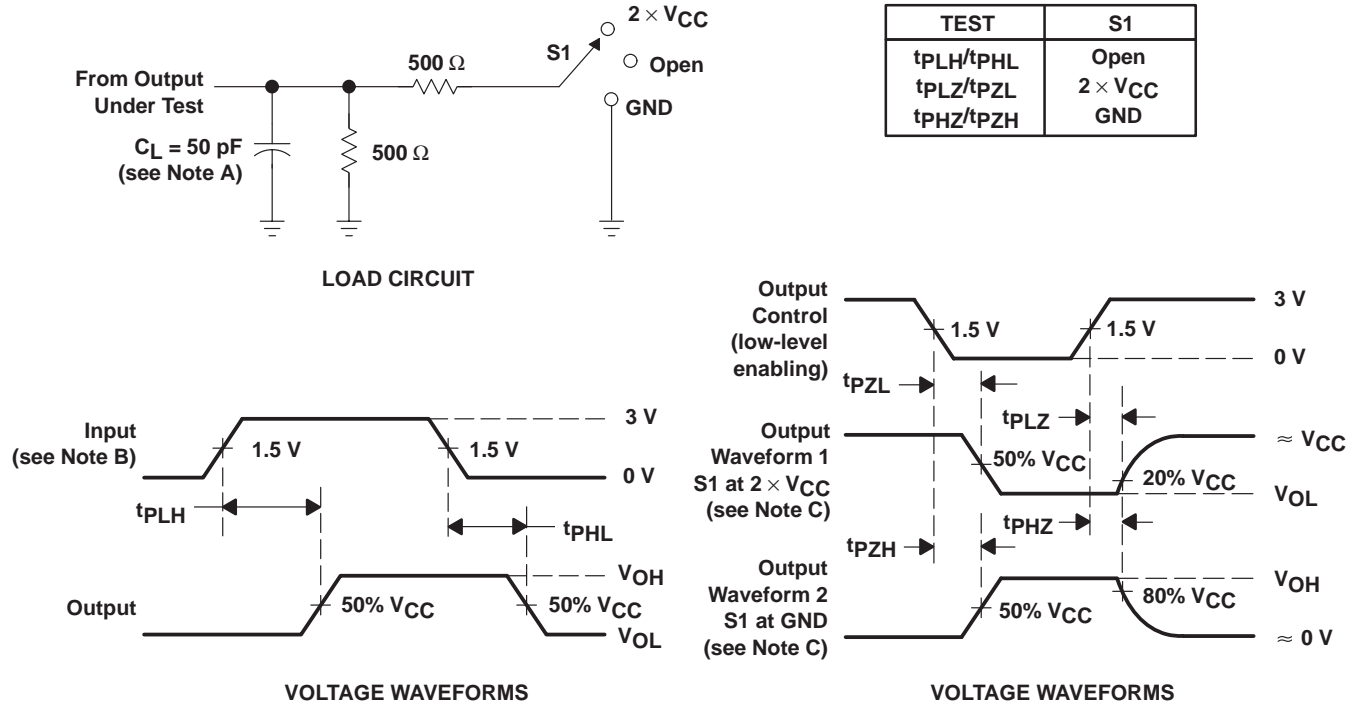 2 × VCC
S1
500 Ω
Open
From Output
Under Test
GND
CL = 50 pF
(see Note A)
500 Ω
LOAD CIRCUIT
TEST S1
tPLH/tPHL Open
tPLZ/tPZL 2 × VCC
tPHZ/tPZH GND
Input
(see Note B)
1.5 V
1.5 V
3 V
0 V
tPLH
tPHL
Output
50% VCC
50% VCC
VOH
VOL
VOLTAGE WAVEFORMS
Output
Control
(low-level
enabling)
1.5 V
1.5 V
3 V
0 V
tPZL
tPLZ
Output
Waveform 1
S1 at 2 × VCC
(see Note C)
50% VCC
20% VCC
≈ VCC
VOL
tPHZ
tPZH
Output
Waveform 2
S1 at GND
(see Note C)
50% VCC
80% VCC
VOH
≈ 0 V
VOLTAGE WAVEFORMS